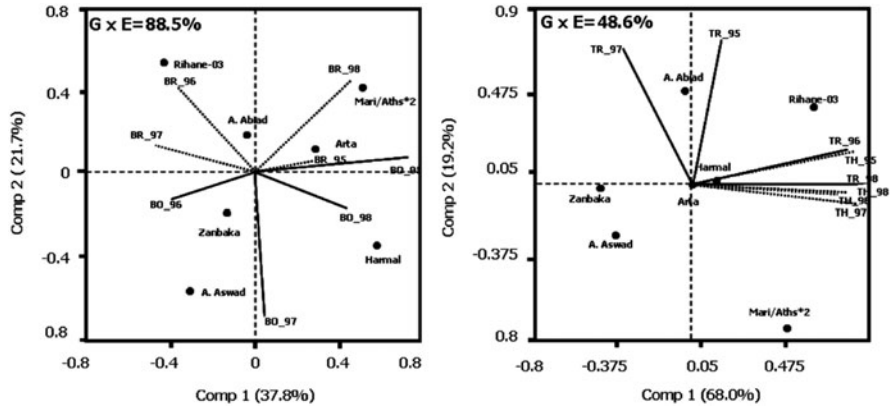 G x E=88.5%
0.8
0.4
0
-0.4
0.8
Comp 2 (21.7%)
Rihane-03
BR_96
BR_98
Mari/Aths*2
A. Abiad
BR_97
Arta
BR_95
BO_96
BO_98
Zanbaka
Harmal
A. Aswad
BO_97
-0.8
-0.4
0
0.4
0.8
Comp 1 (37.8%)
G x E=48.6%
0.9
0.475
0.05
-0.375
0.8
Comp 2 (19.2%)
TR_95
TR_97
A. Abiad
Rihane-03
TR_96
TH_95
Harmal
TR_98
TH_98
Zanbaka
Arta
TH_97
A. Aswad
Mari/Aths*2
-0.8
-0.375
0.05
0.475
Comp 1 (68.0%)